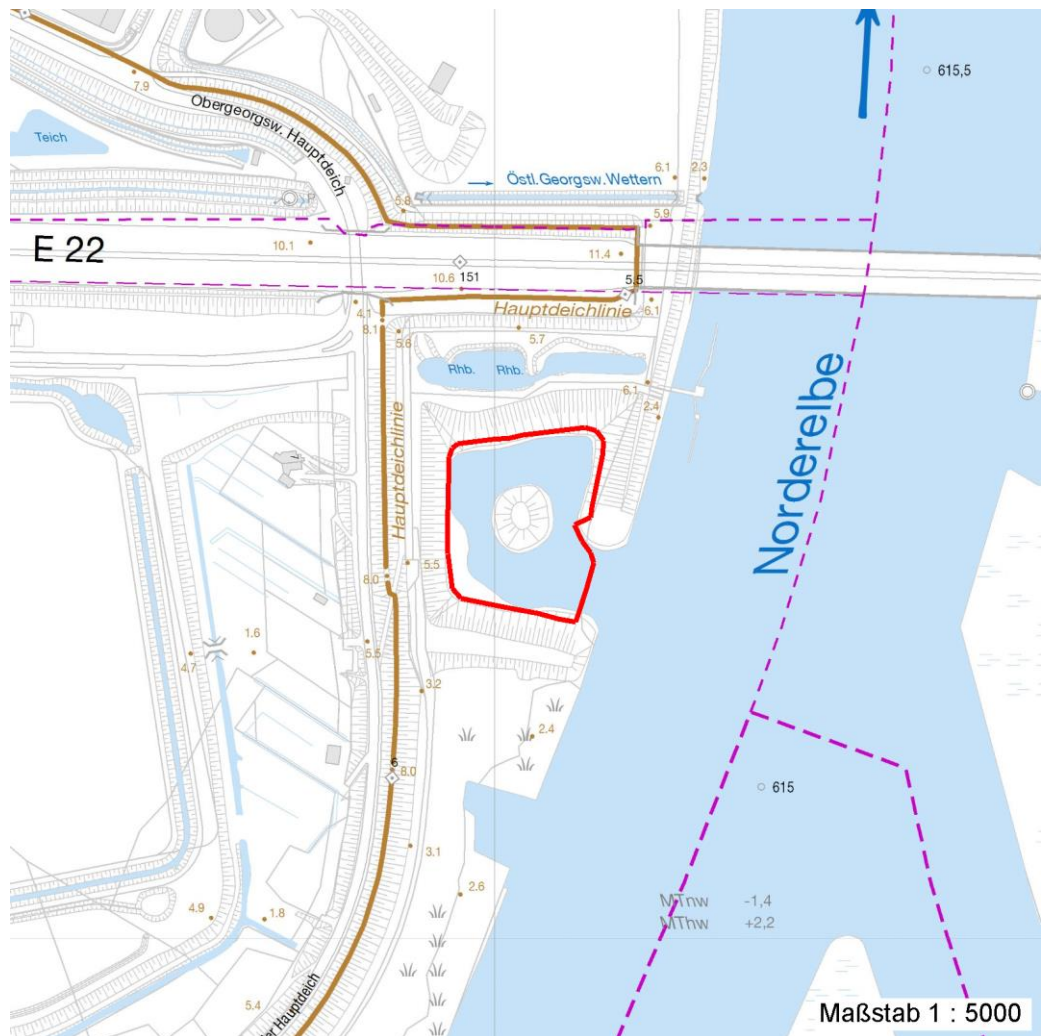 615,5
7.9
Obergeorgsw. Hauptdeich
Teich
6.1
2.3
Östl.Georgsw.Wettern
P
5.8
5.9
E 22
10.1
11.4
151
10.6
5.5
Hauptdeichlinie
4.1
8.1
5.6
5.7
6.1
Rhb.
Rhb.
6.1
2.4
Hauptdeichlinie
Norderelbe
5.5
8.0
1.6
4.7
5.5
3.2
2.4
6
8.0
615
3.1
2.6
MTnw -1,4
MThw +2,2
4.9
1.8
5.4
Hauptdeich
Maßstab 1 : 5000